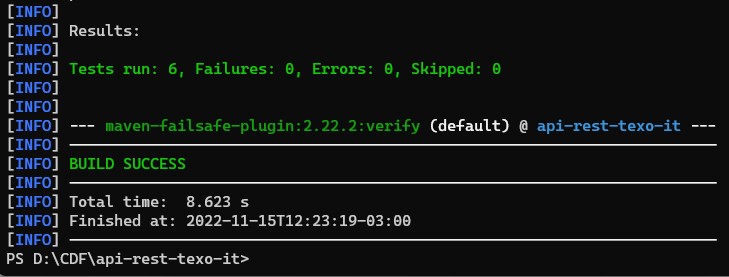 [INFO]
[INFO] Results:
[INFO]
[INFO] Tests run: 6, Failures: 0, Errors: 0, Skipped: 0
[INFO]
[INFO]
[INFO] --- maven-failsafe-plugin:2.22.2:verify (default) @ api-rest-texo-it ---
[INFO] ------------------------------------------------------------------------
[INFO] BUILD SUCCESS
[INFO] ------------------------------------------------------------------------
[INFO] Total time:  8.623 s
[INFO] Finished at: 2022-11-15T12:23:19-03:00
[INFO] ------------------------------------------------------------------------
PS D:\CDF\api-rest-texo-it>